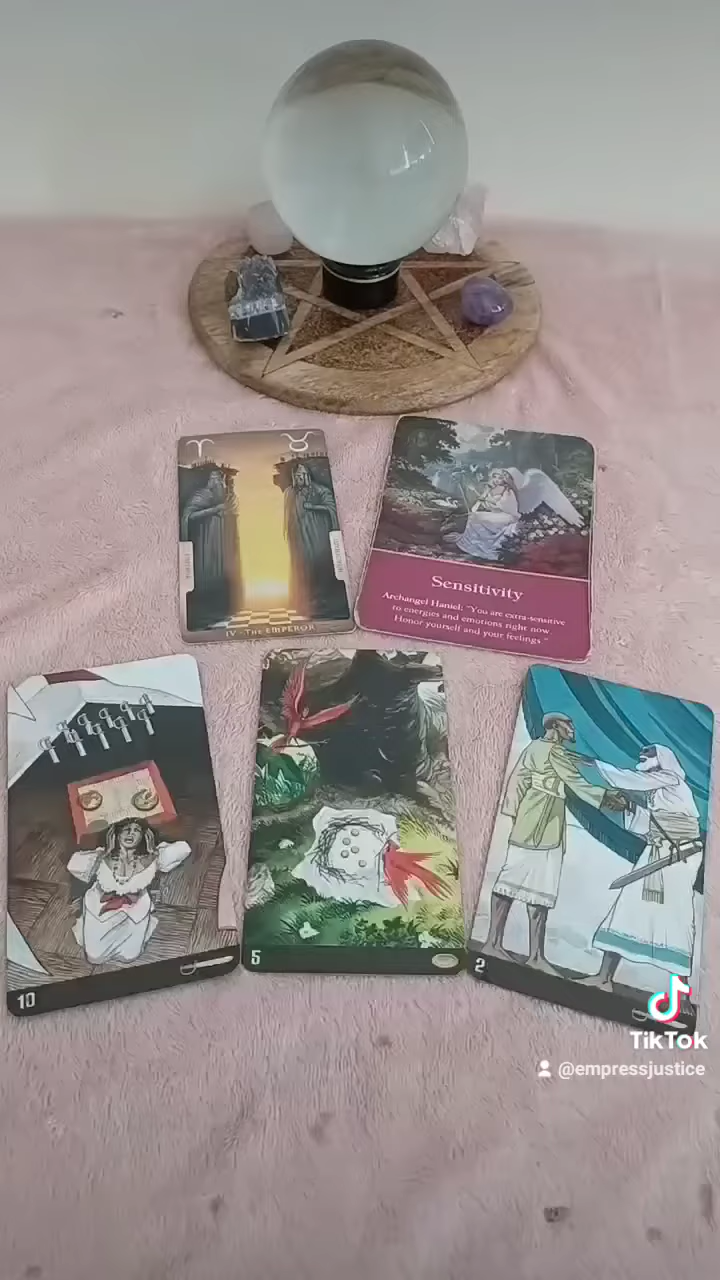 IV - THE EMPEROR
Sensitivity
Archangel Haniel: "You are extra-sensitive
to energies and emotions right now.
Honor yourself and your feelings."
10
5
2
TikTok
@empressjustice